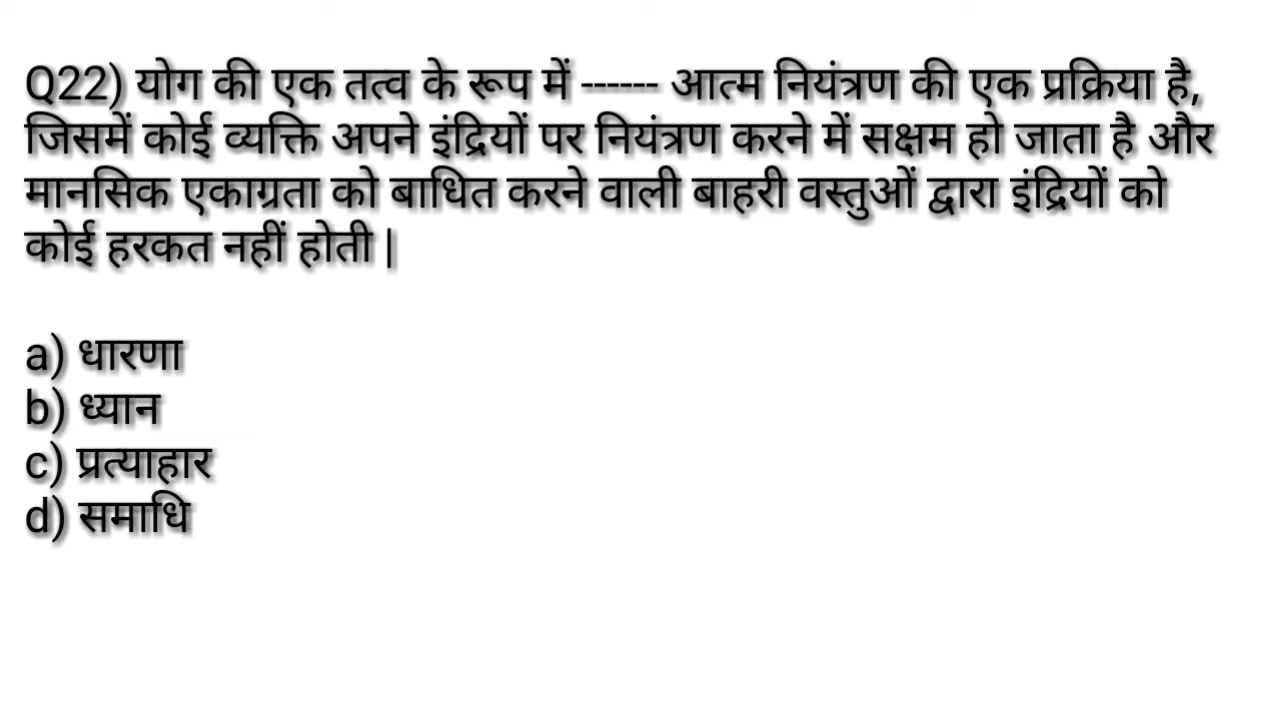 Q22) योग की एक तत्व के रूप में ------ आत्म नियंत्रण की एक प्रक्रिया है,
जिसमें कोई व्यक्ति अपने इंद्रियों पर नियंत्रण करने में सक्षम हो जाता है और
मानसिक एकाग्रता को बाधित करने वाली बाहरी वस्तुओं द्वारा इंद्रियों को
कोई हरकत नहीं होती |
a) धारणा
b) ध्यान
c) प्रत्याहार
d) समाधि